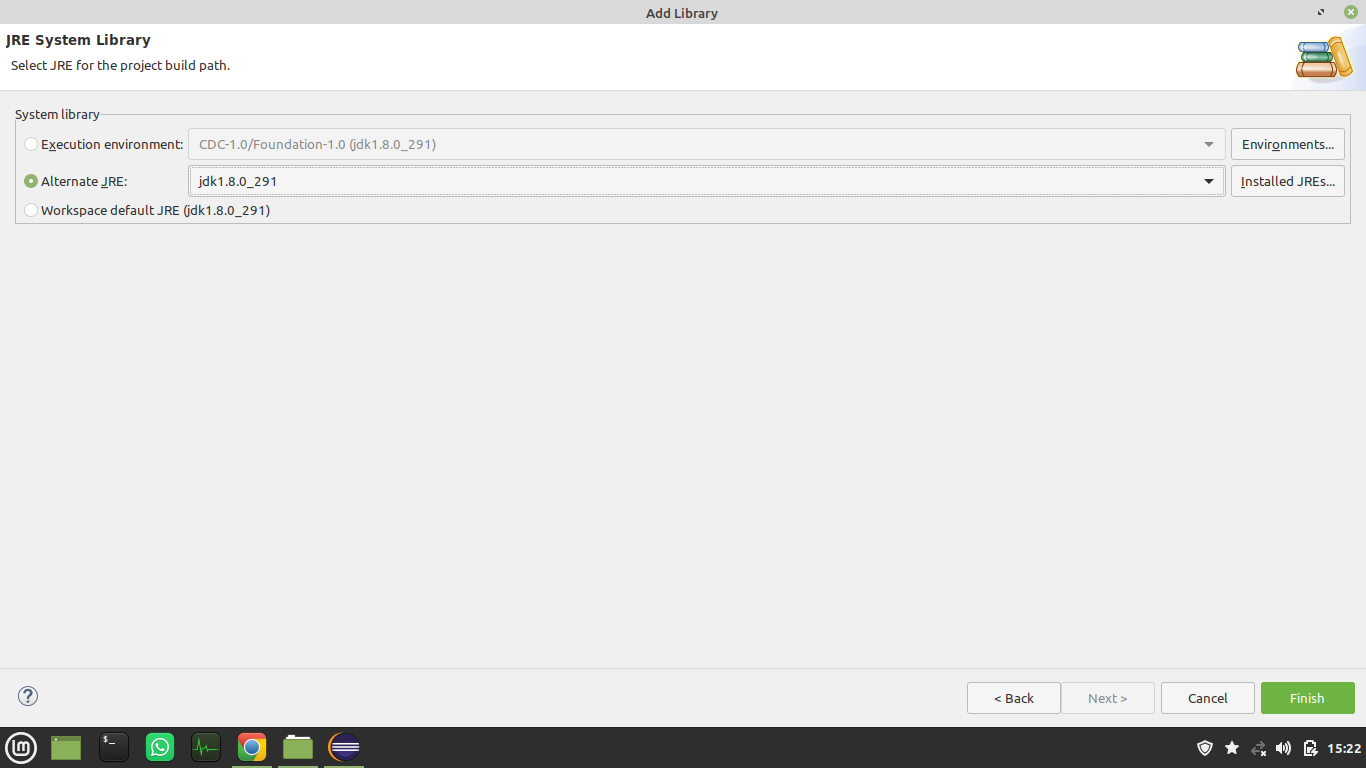 Add Library
JRE System Library
Select JRE for the project build path.
System library
Execution environment: CDC-1.0/Foundation-1.0 (jdk1.8.0_291) Environments...
Alternate JRE: jdk1.8.0_291 Installed JREs...
Workspace default JRE (jdk1.8.0_291)
? < Back Next > Cancel Finish
lm $_ 15:22